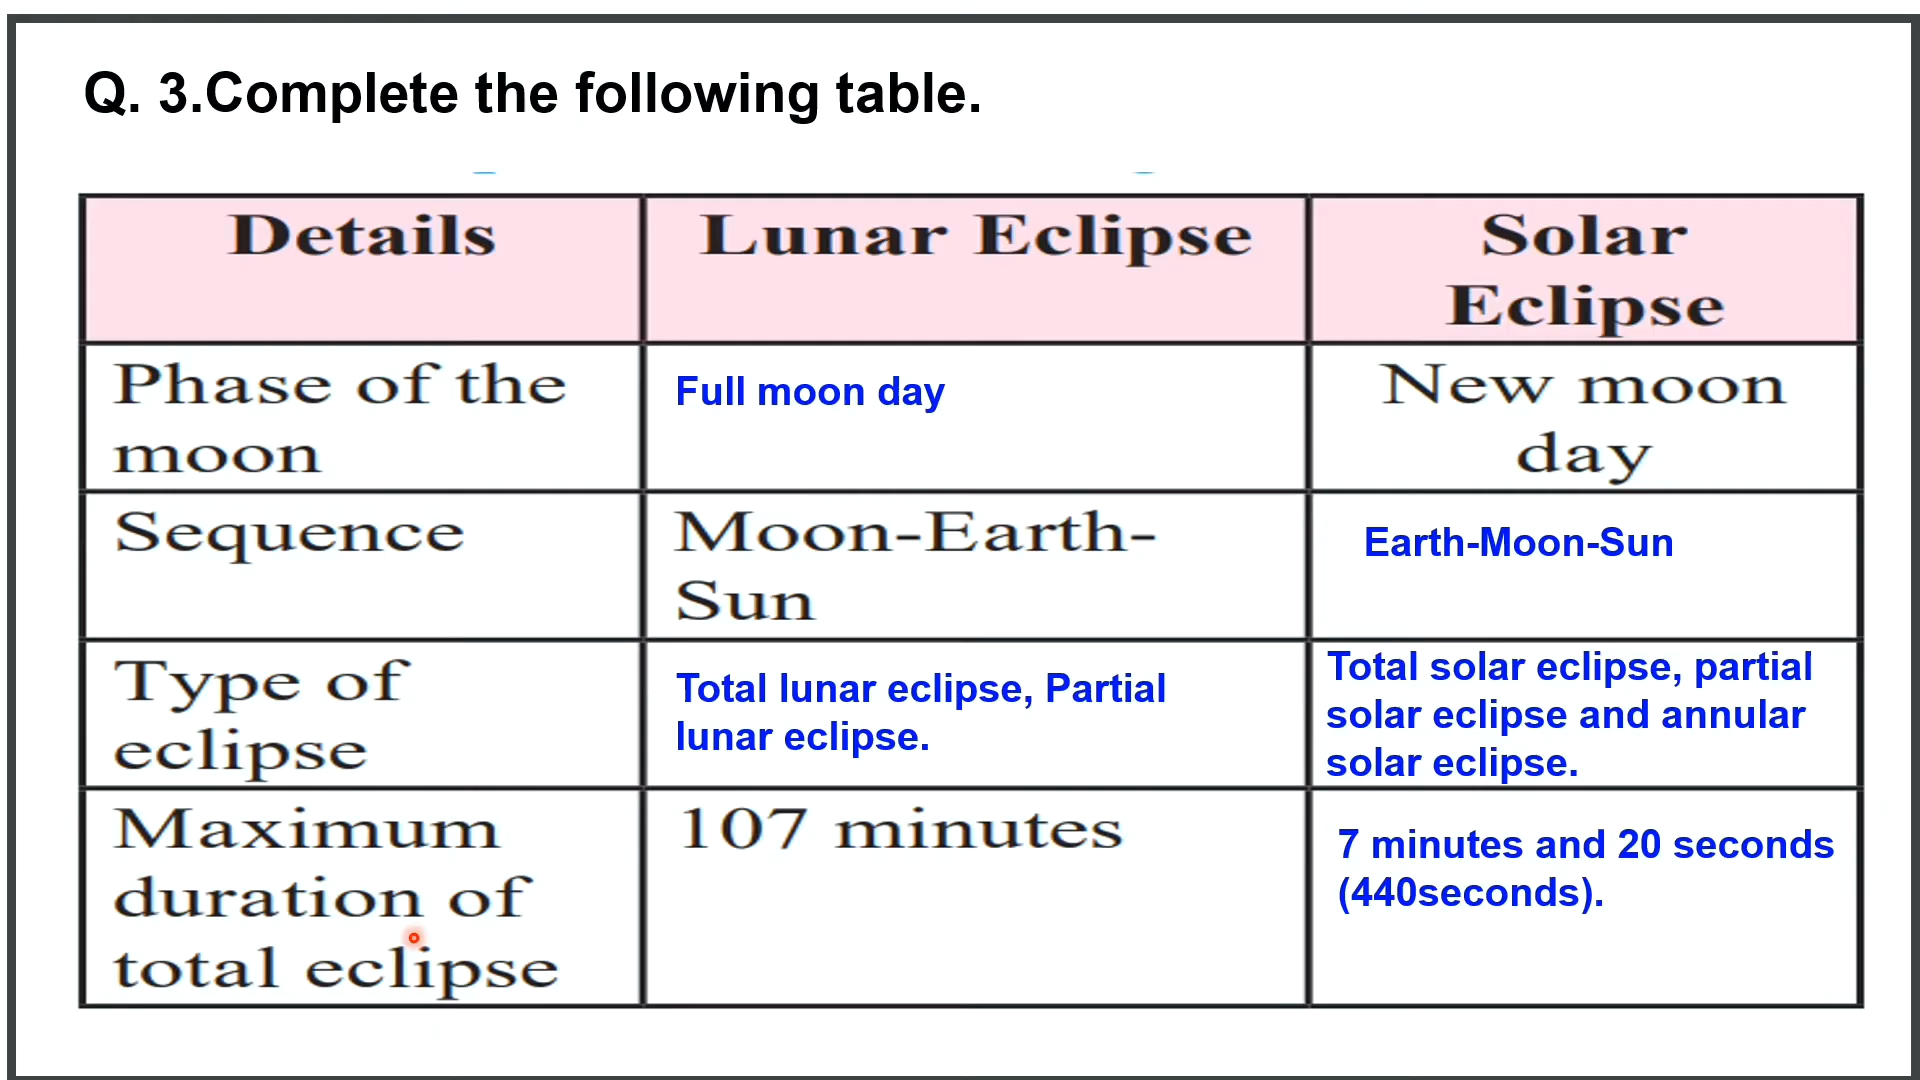 Q. 3.Complete the following table.
Details
Lunar Eclipse
Solar
Eclipse
Phase of the
moon
Full moon day
New moon
day
Sequence
Moon-Earth-
Sun
Earth-Moon-Sun
Type of
eclipse
Total lunar eclipse, Partial
lunar eclipse.
Total solar eclipse, partial
solar eclipse and annular
solar eclipse.
Maximum
duration of
total eclipse
107 minutes
7 minutes and 20 seconds
(440seconds).